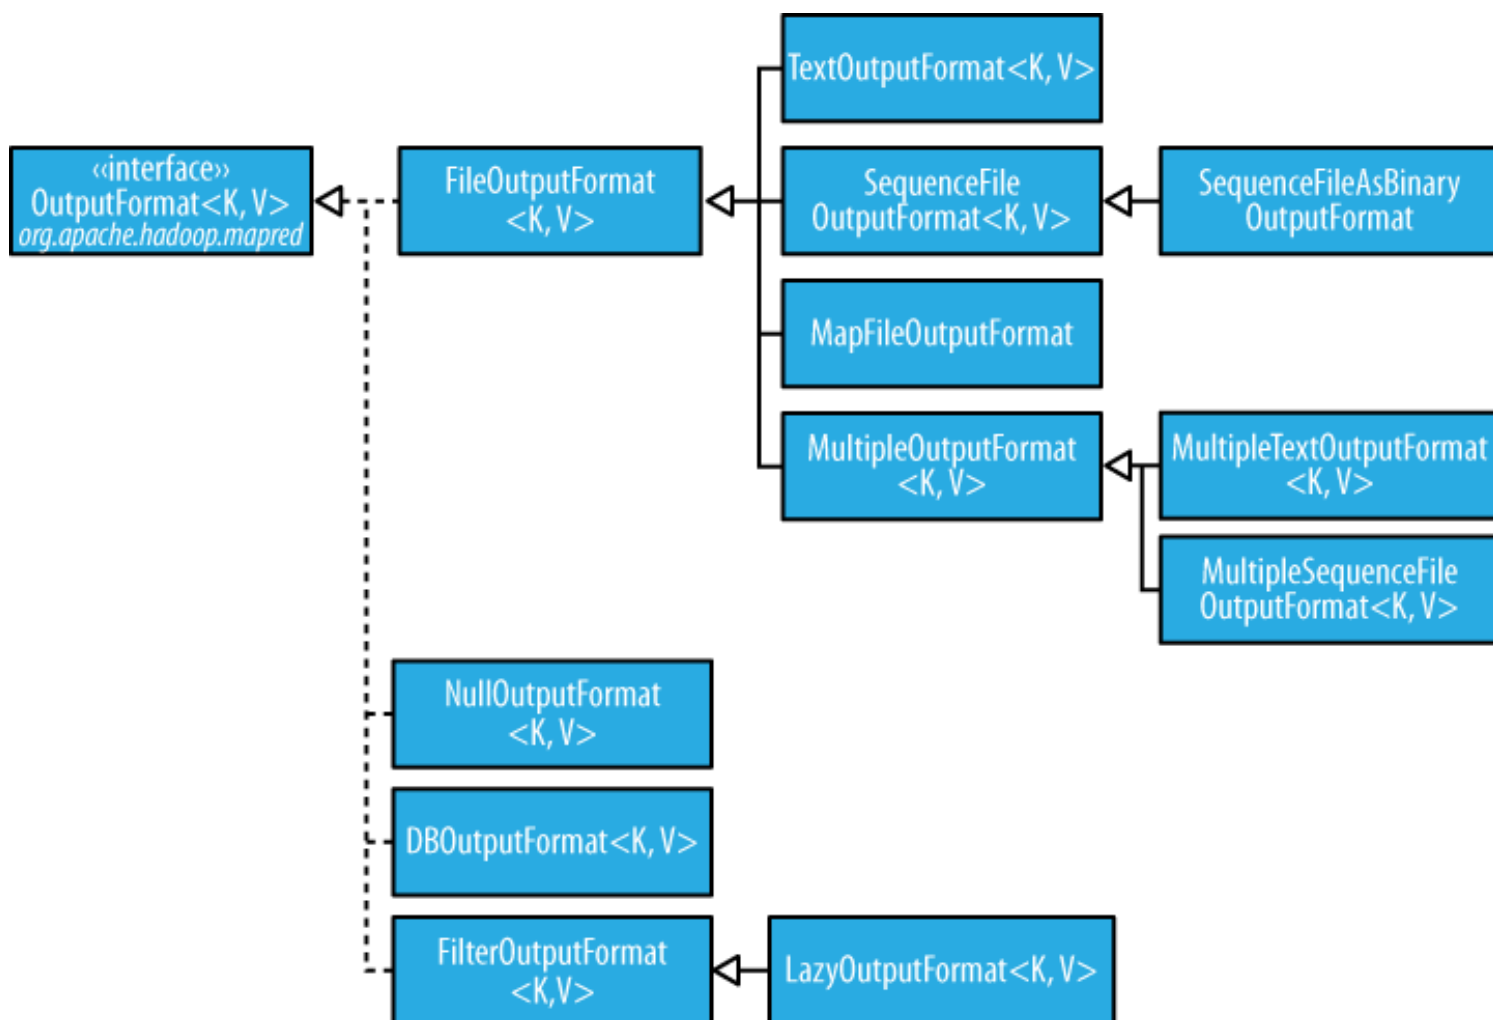 TextOutputFormat<K, V>
‹‹interface››
OutputFormat<K, V>
org.apache.hadoop.mapred
FileOutputFormat
<K, V>
SequenceFile
OutputFormat<K, V>
SequenceFileAsBinary
OutputFormat
MapFileOutputFormat
MultipleOutputFormat
<K, V>
MultipleTextOutputFormat
<K, V>
MultipleSequenceFile
OutputFormat<K, V>
NullOutputFormat
<K, V>
DBOutputFormat<K, V>
FilterOutputFormat
<K,V>
LazyOutputFormat<K, V>